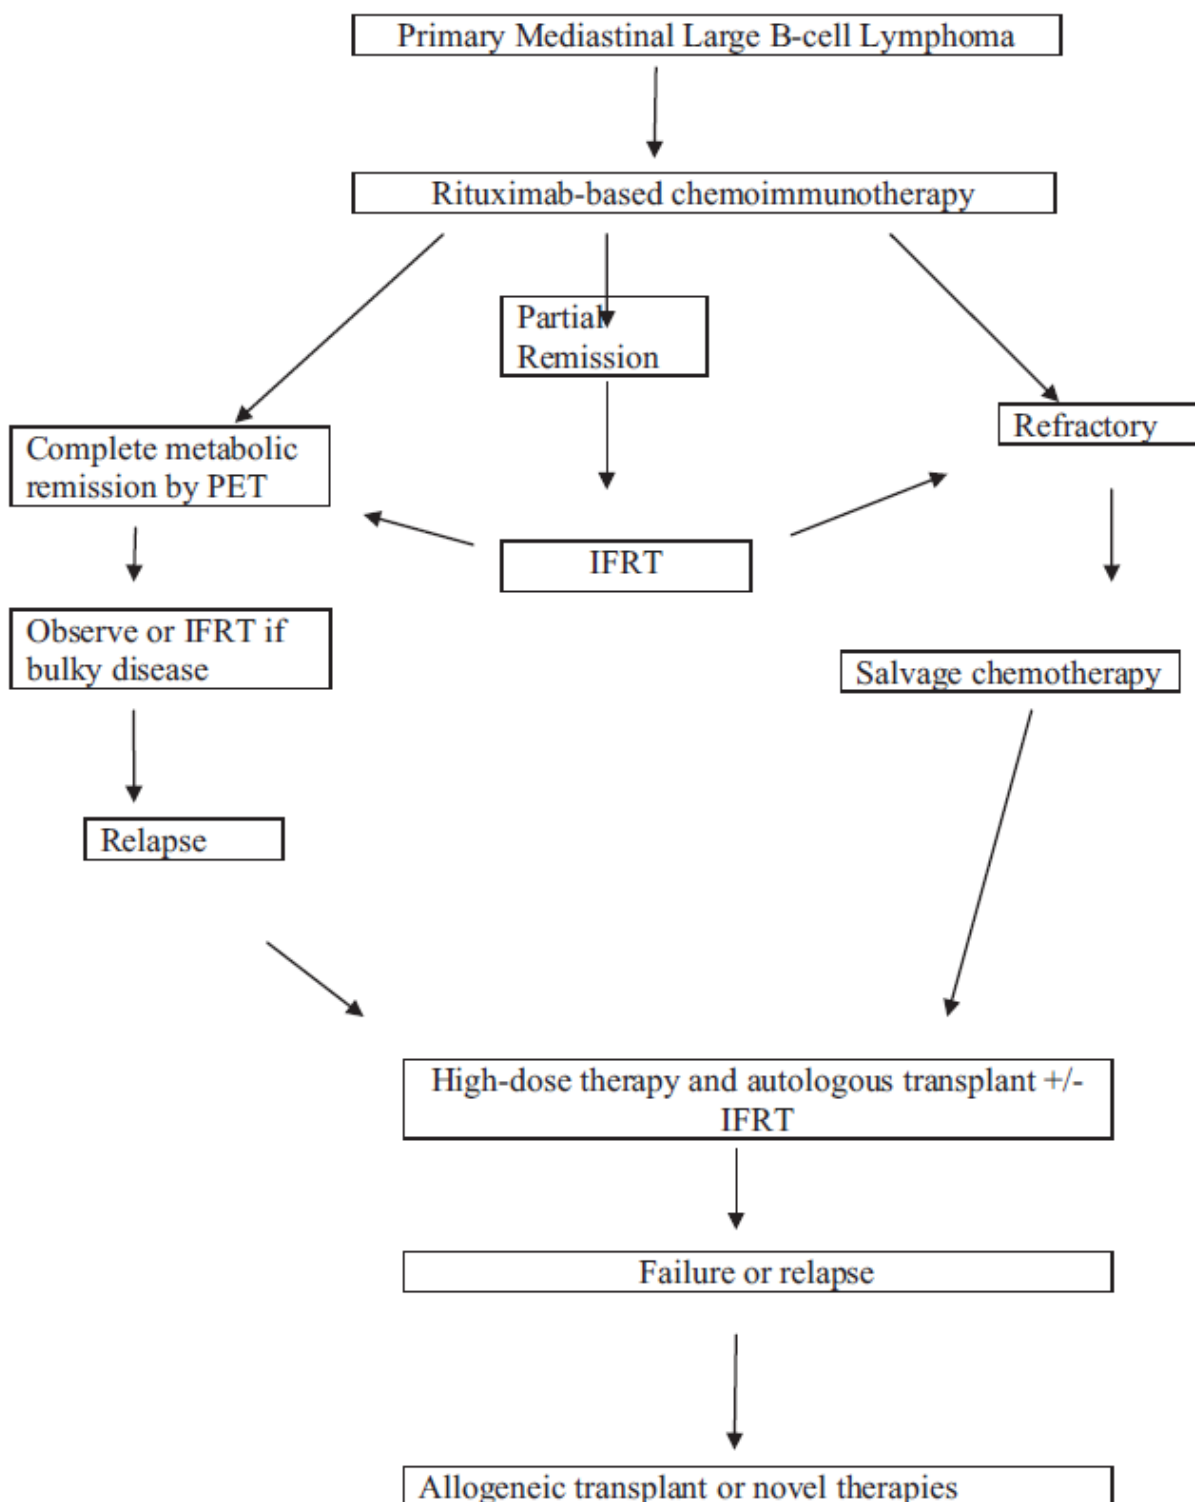 Primary Mediastinal Large B-cell Lymphoma
Rituximab-based chemoimmunotherapy
Partial
Remission
Refractory
Complete metabolic
remission by PET
IFRT
Observe or IFRT if
bulky disease
Salvage chemotherapy
Relapse
High-dose therapy and autologous transplant +/-
IFRT
Failure or relapse
Allogeneic transplant or novel therapies